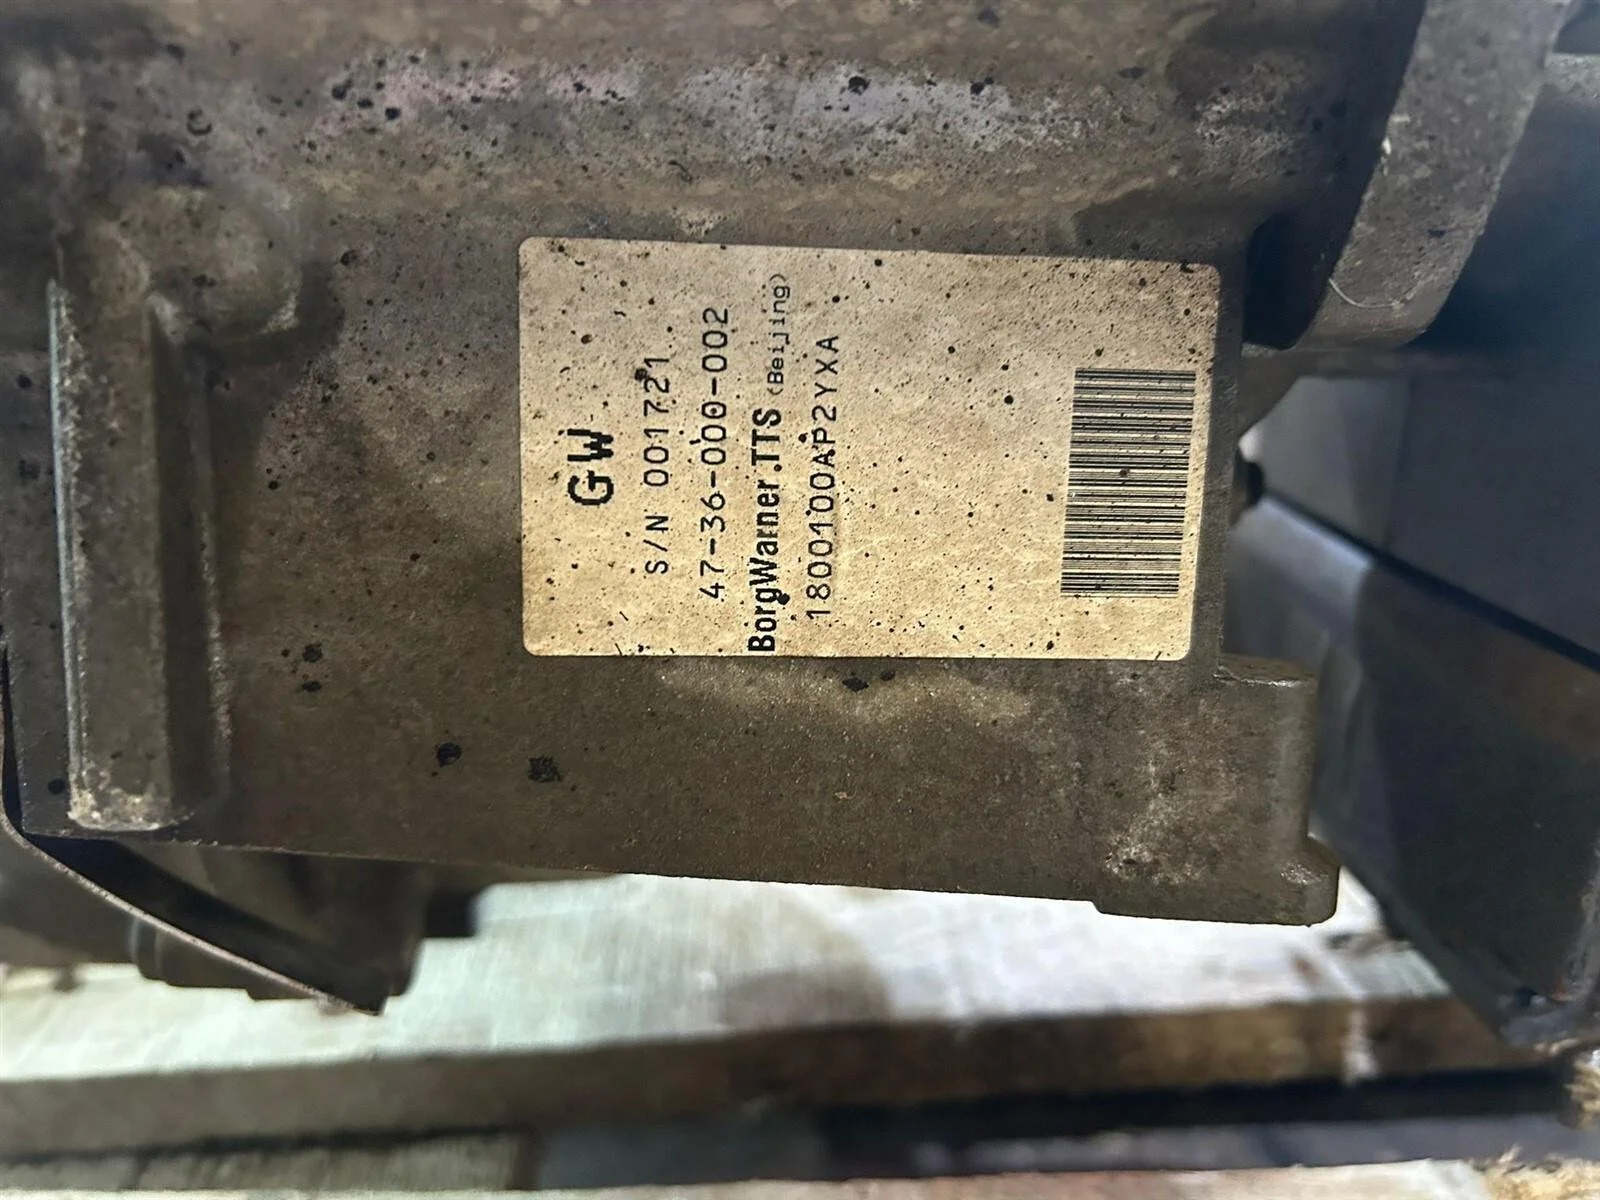 GW
S/N 001721
47-36-000-002
BorgWarner.TTS (Beijing)
1800100AP2YXA